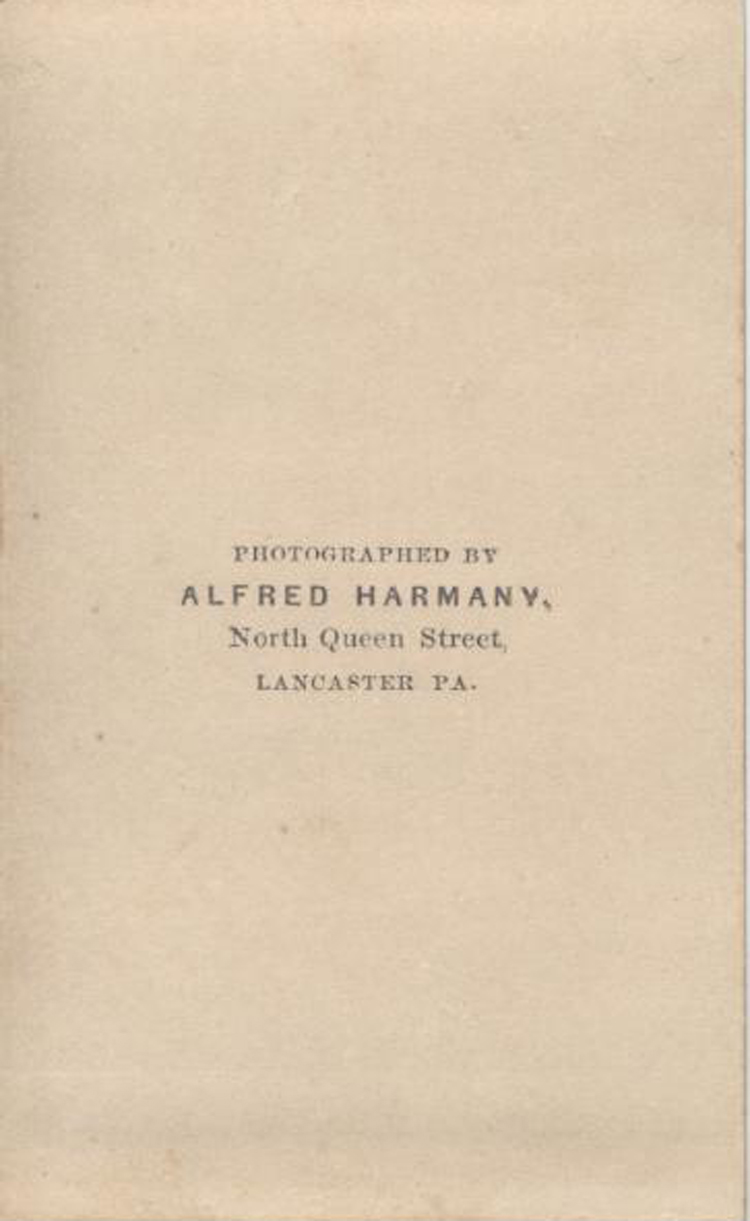 PHOTOGRAPHED BY
ALFRED HARMANY,
North Queen Street,
LANCASTER PA.